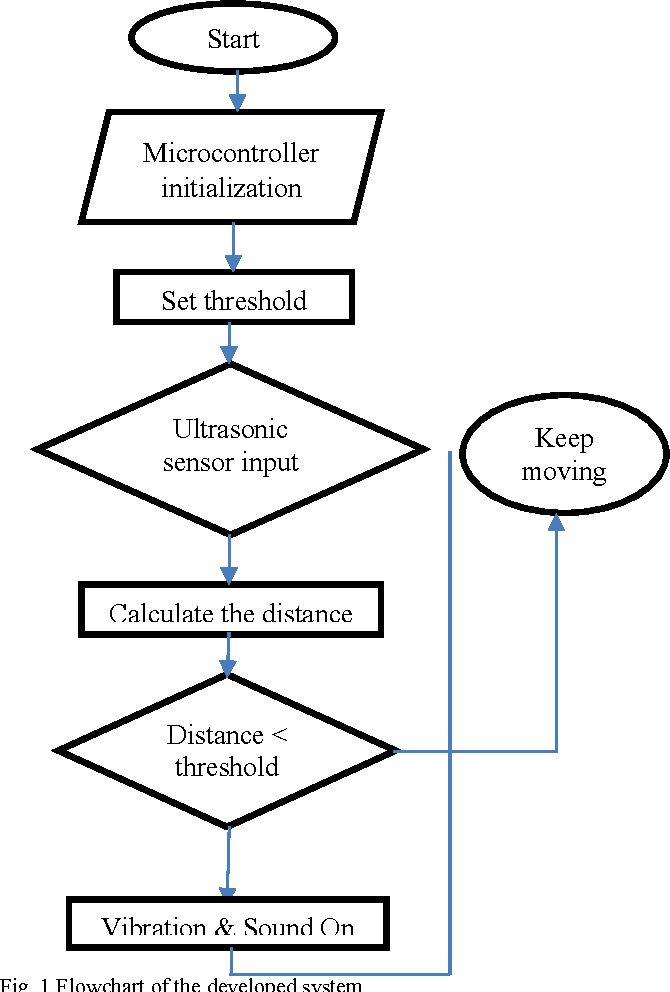 Start
Microcontroller
initialization
Set threshold
Ultrasonic
sensor input
Keep
moving
Calculate the distance
Distance <
threshold
Vibration & Sound On
Fig. 1 Flowchart of the developed system